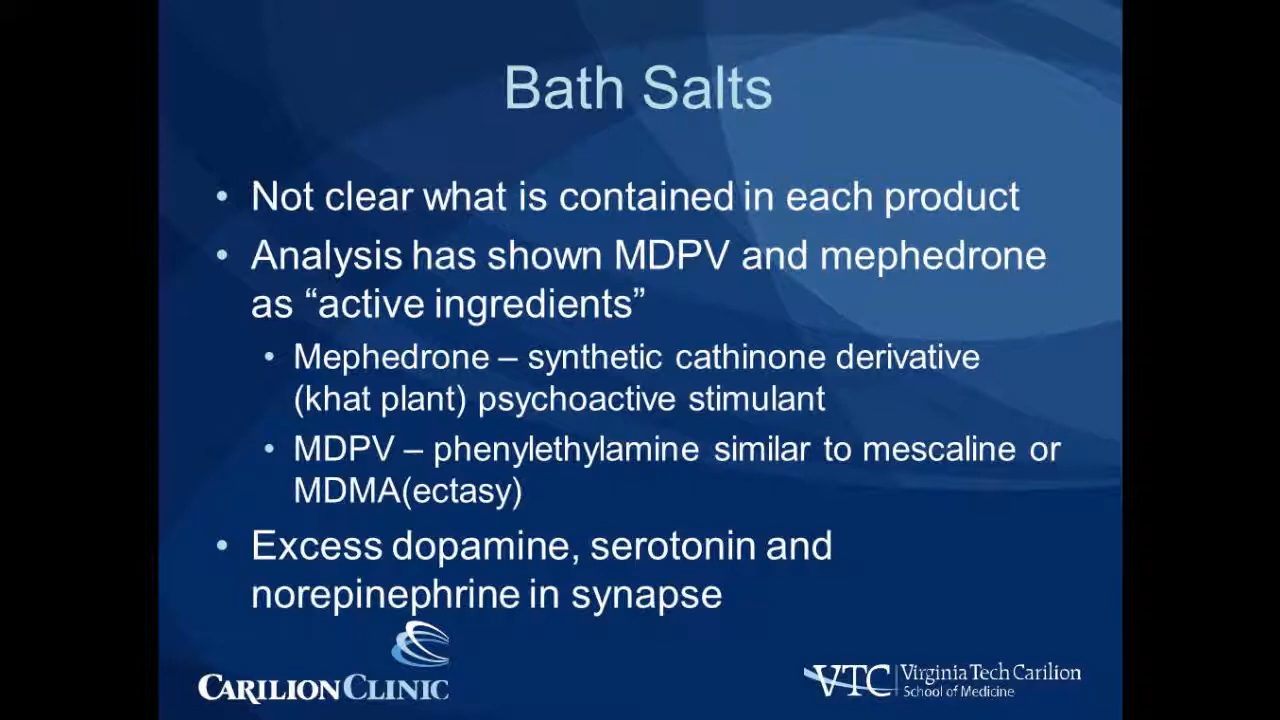 Bath Salts
• Not clear what is contained in each product
• Analysis has shown MDPV and mephedrone
as “active ingredients”
• Mephedrone – synthetic cathinone derivative
(khat plant) psychoactive stimulant
• MDPV – phenylethylamine similar to mescaline or
MDMA(ectasy)
• Excess dopamine, serotonin and
norepinephrine in synapse
CARILION CLINIC
VTC Virginia Tech Carilion
School of Medicine